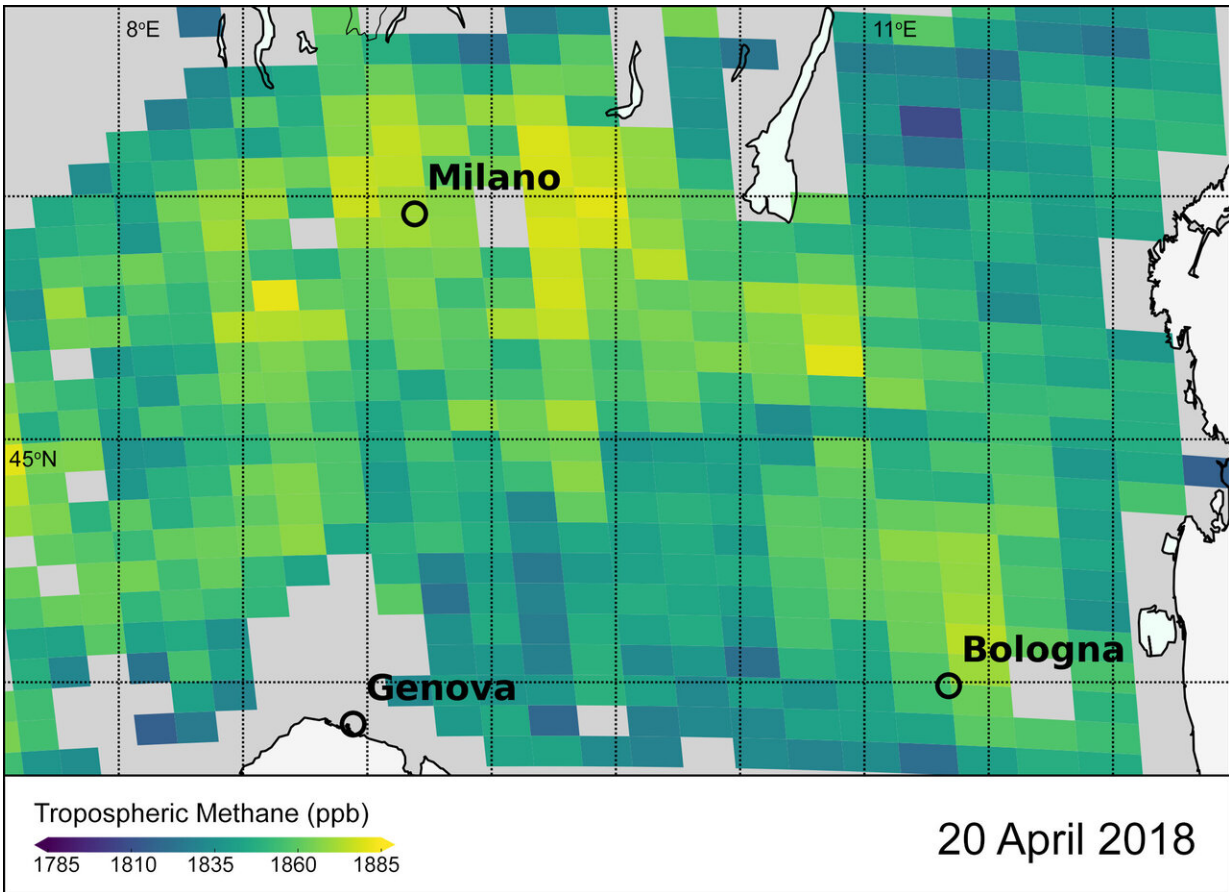 8°E
11°E
Milano
45°N
Bologna
Genova
Tropospheric Methane (ppb)
1785 1810 1835 1860 1885
20 April 2018